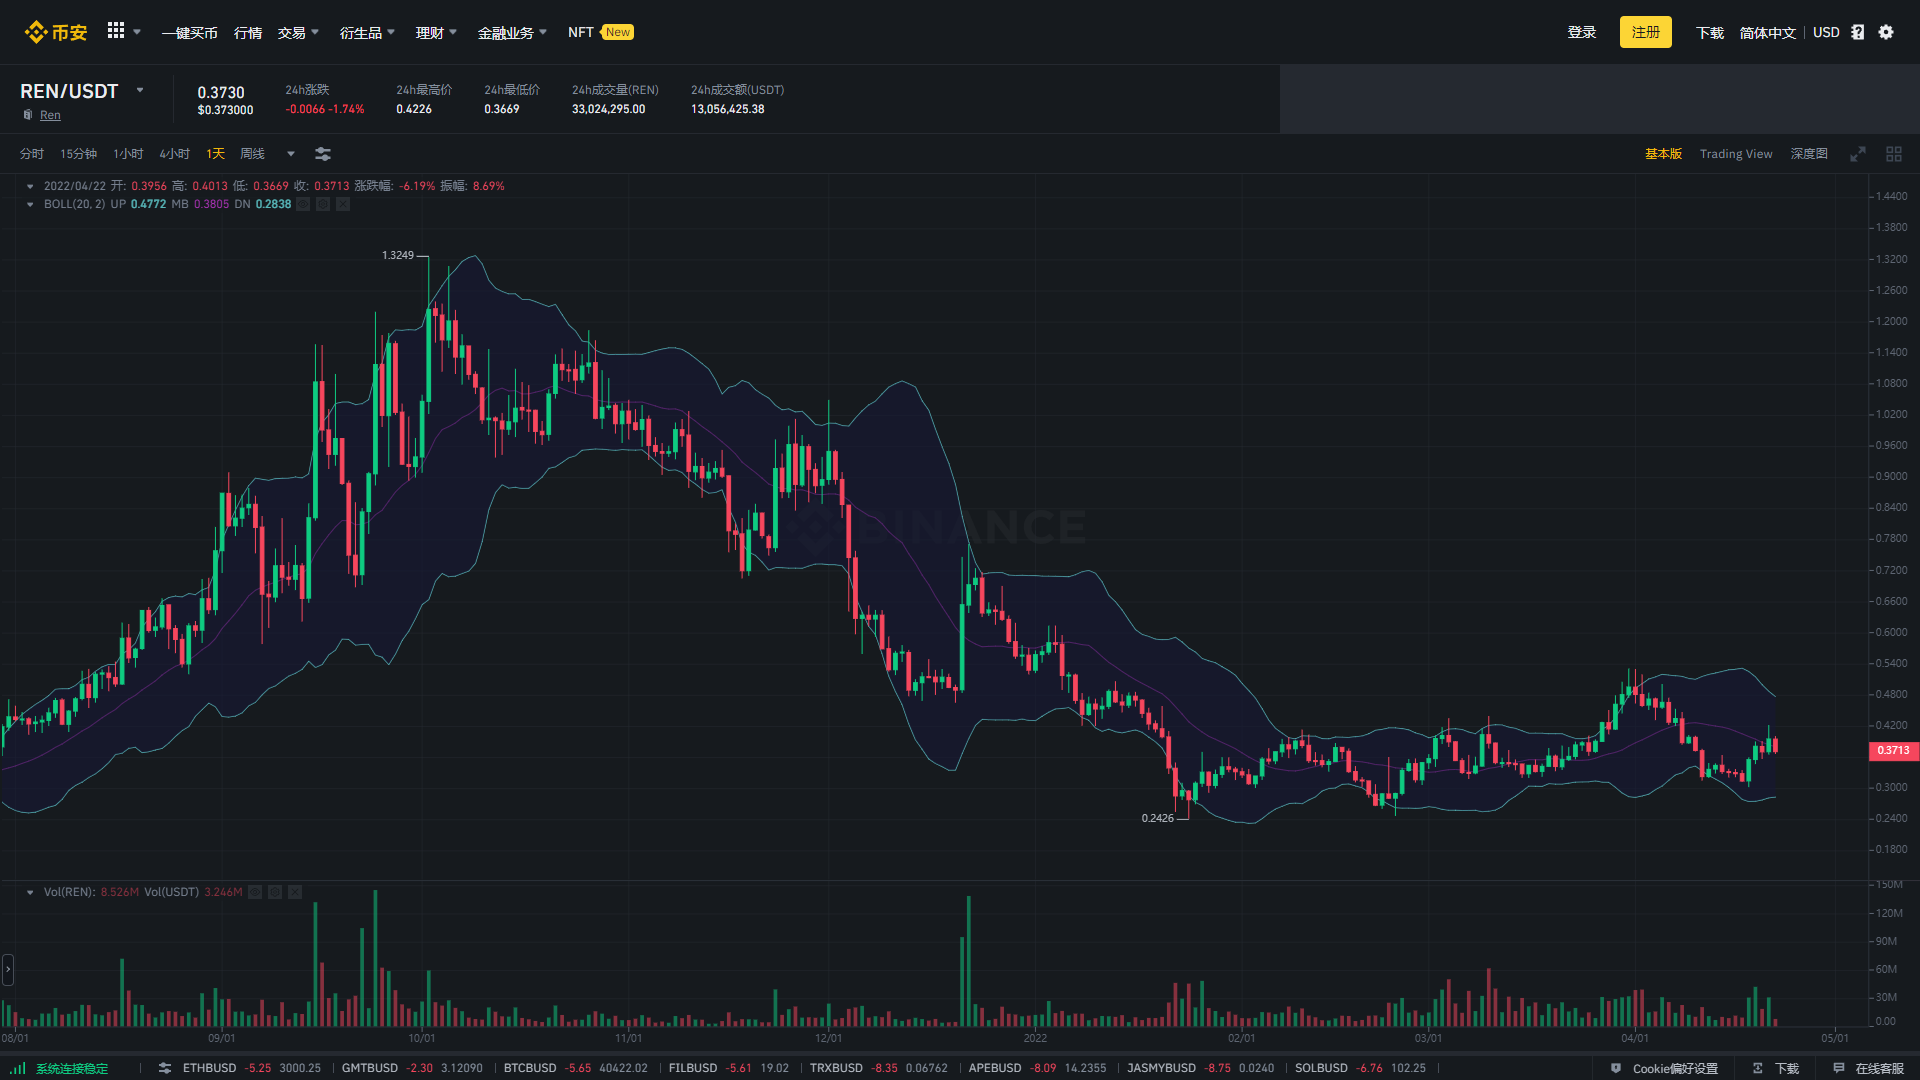 币安 一键买币 行情 交易 衍生品 理财 金融业务 NFT New 登录 注册 下载 简体中文 USD
REN/USDT
Ren
0.3730
$0.373000
24h涨跌
-0.0066 -1.74%
24h最高价
0.4226
24h最低价
0.3669
24h成交量(REN)
33,024,295.00
24h成交额(USDT)
13,056,425.38
分时 15分钟 1小时 4小时 1天 周线 基本版 Trading View 深度图
2022/04/22 开: 0.3956 高: 0.4013 低: 0.3669 收: 0.3713 涨跌幅: -6.19% 振幅: 8.69%
BOLL(20, 2) UP 0.4772 MB 0.3805 DN 0.2838
1.3249
0.2426
BINANCE
1.4400
1.3800
1.3200
1.2600
1.2000
1.1400
1.0800
1.0200
0.9600
0.9000
0.8400
0.7800
0.7200
0.6600
0.6000
0.5400
0.4800
0.4200
0.3713
0.3000
0.2400
0.1800
Vol(REN): 8.526M Vol(USDT) 3.246M
150M
120M
90M
60M
30M
0.00
08/01 09/01 10/01 11/01 12/01 2022 02/01 03/01 04/01 05/01
系统连接稳定 ETHBUSD -5.25 3000.25 GMTBUSD -2.30 3.12090 BTCBUSD -5.65 40422.02 FILBUSD -5.61 19.02 TRXBUSD -8.35 0.06762 APEBUSD -8.09 14.2355 JASMYBUSD -8.75 0.0240 SOLBUSD -6.76 102.25 Cookie偏好设置 下载 在线客服